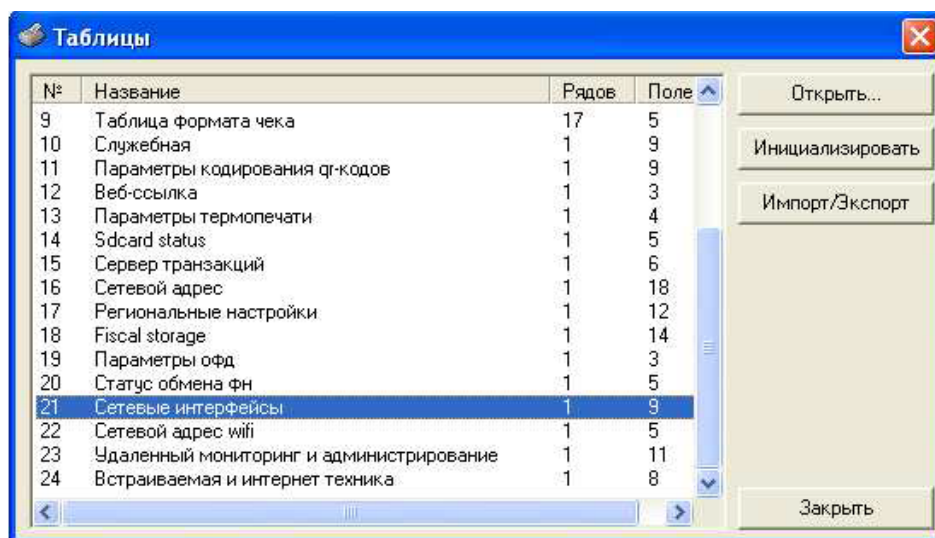 Таблицы
№ Название Рядов Поле
9 Таблица формата чека 17 5
10 Служебная 1 9
11 Параметры кодирования qr-кодов 1 9
12 Веб-ссылка 1 3
13 Параметры термопечати 1 4
14 Sdcard status 1 5
15 Сервер транзакций 1 6
16 Сетевой адрес 1 18
17 Региональные настройки 1 12
18 Fiscal storage 1 14
19 Параметры офд 1 3
20 Статус обмена фн 1 5
21 Сетевые интерфейсы 1 9
22 Сетевой адрес wifi 1 5
23 Удаленный мониторинг и администрирование 1 11
24 Встраиваемая и интернет техника 1 8
Открыть...
Инициализировать
Импорт/Экспорт
Закрыть